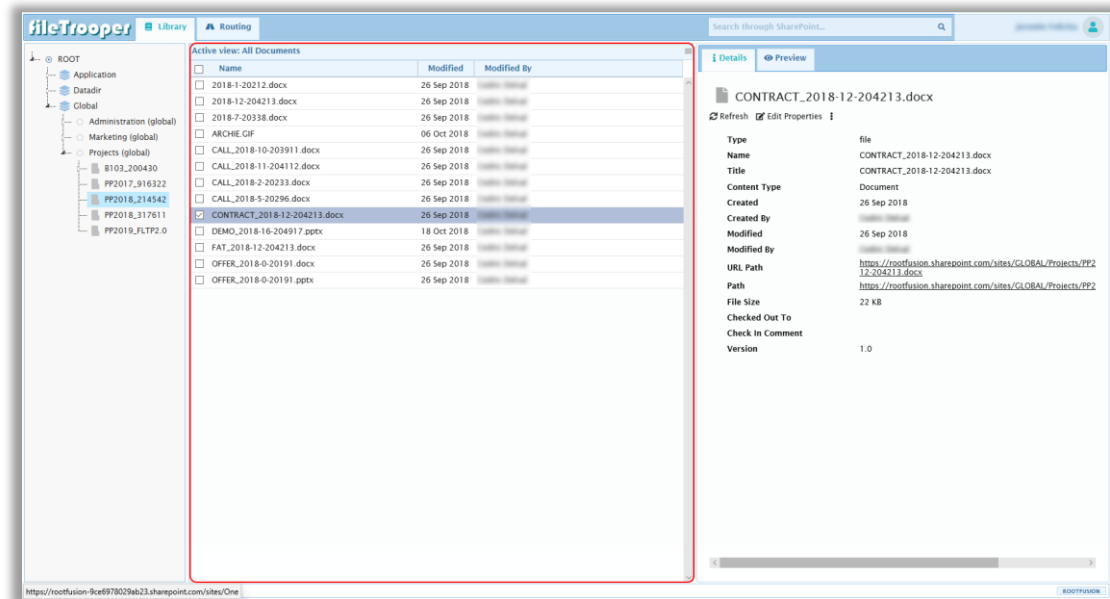 fileTrooper Library Routing Search through SharePoint...
ROOT
Application
Datadir
Global
Administration (global)
Marketing (global)
Projects (global)
B103_200430
PP2017_916322
PP2018_214542
PP2018_317611
PP2019_FLTP2.0
Active view: All Documents
Name Modified Modified By
2018-1-20212.docx 26 Sep 2018
2018-12-204213.docx 26 Sep 2018
2018-7-20338.docx 26 Sep 2018
ARCHIE.GIF 06 Oct 2018
CALL_2018-10-203911.docx 26 Sep 2018
CALL_2018-11-204112.docx 26 Sep 2018
CALL_2018-2-20233.docx 26 Sep 2018
CALL_2018-5-20296.docx 26 Sep 2018
CONTRACT_2018-12-204213.docx 26 Sep 2018
DEMO_2018-16-204917.pptx 18 Oct 2018
FAT_2018-12-204213.docx 26 Sep 2018
OFFER_2018-0-20191.docx 26 Sep 2018
OFFER_2018-0-20191.pptx 26 Sep 2018
Details Preview
CONTRACT_2018-12-204213.docx
Refresh Edit Properties
Type file
Name CONTRACT_2018-12-204213.docx
Title CONTRACT_2018-12-204213.docx
Content Type Document
Created 26 Sep 2018
Created By
Modified 26 Sep 2018
Modified By
URL Path https://rootfusion.sharepoint.com/sites/GLOBAL/Projects/PP2
12-204213.docx
Path https://rootfusion.sharepoint.com/sites/GLOBAL/Projects/PP2
File Size 22 KB
Checked Out To
Check In Comment
Version 1.0
https://rootfusion-9ce6978029ab23.sharepoint.com/sites/One
ROOTFUSION